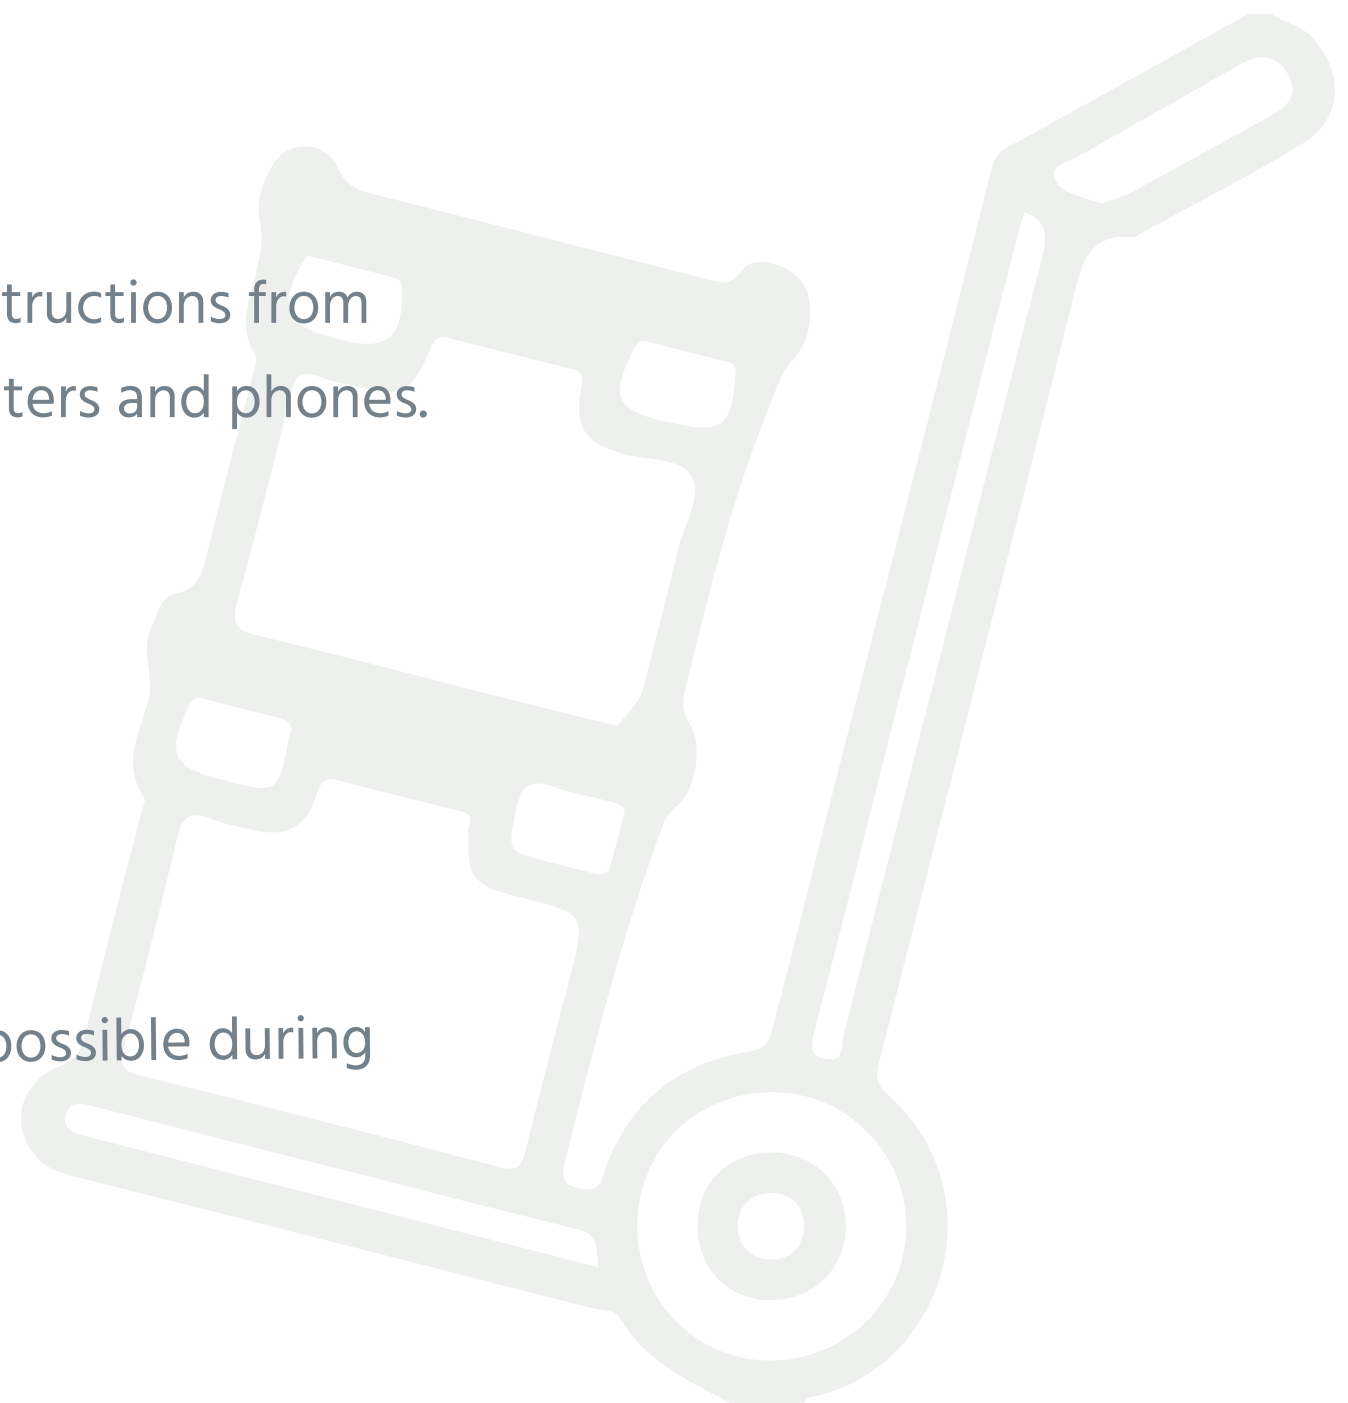 tructions from
ters and phones.
possible during